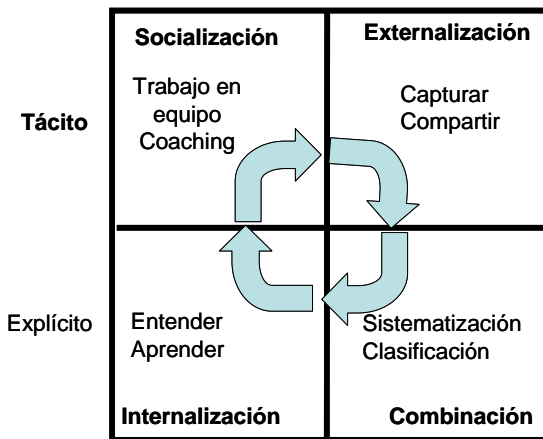 Socialización
Externalización
Tácito
Trabajo en
equipo
Coaching
Capturar
Compartir
Explícito
Entender
Aprender
Sistematización
Clasificación
Internalización
Combinación